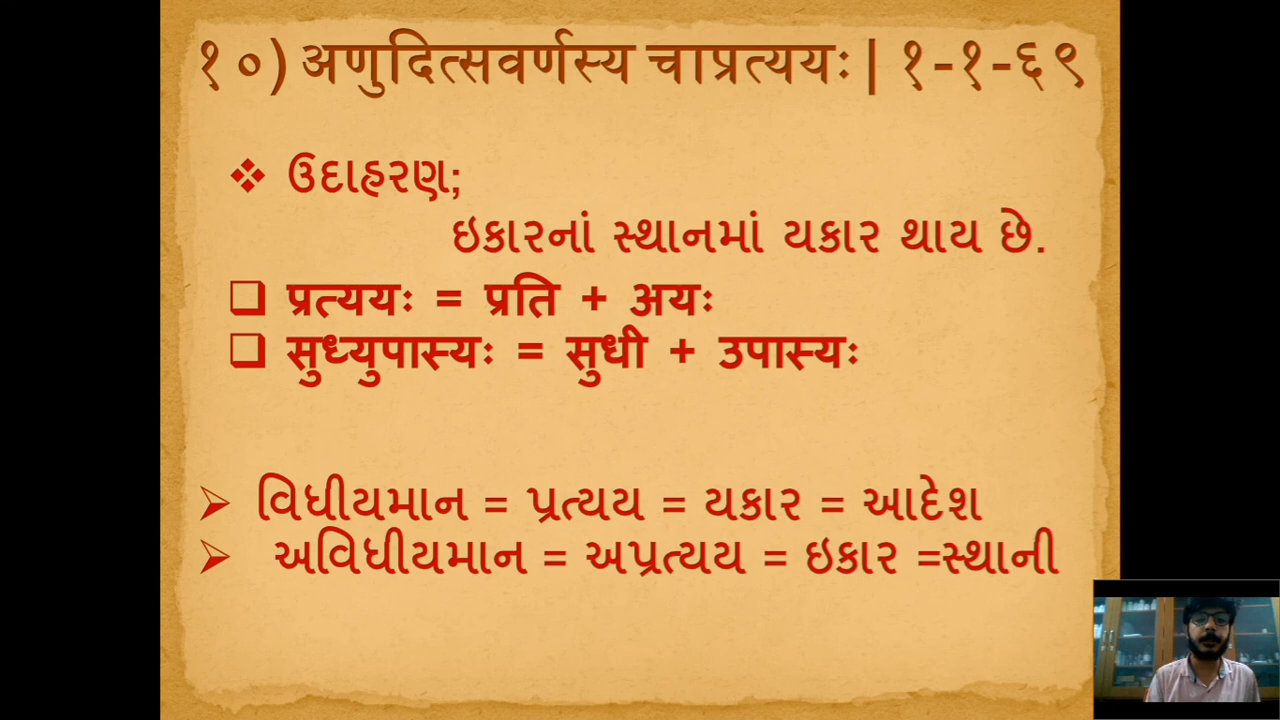 १०) अणुदित्सवर्णस्य चाप्रत्ययः | १-१-६९
❖ ઉદાહરણ;
ઇકારનાં સ્થાનમાં યકાર થાય છે.
❑ प्रत्ययः = प्रति + अयः
❑ सुध्युपास्यः = सुधी + उपास्यः
➢ વિધીયમાન = પ્રત્યય = યકાર = આદેશ
➢ અવિધીયમાન = અપ્રત્યય = ઇકાર =સ્થાની